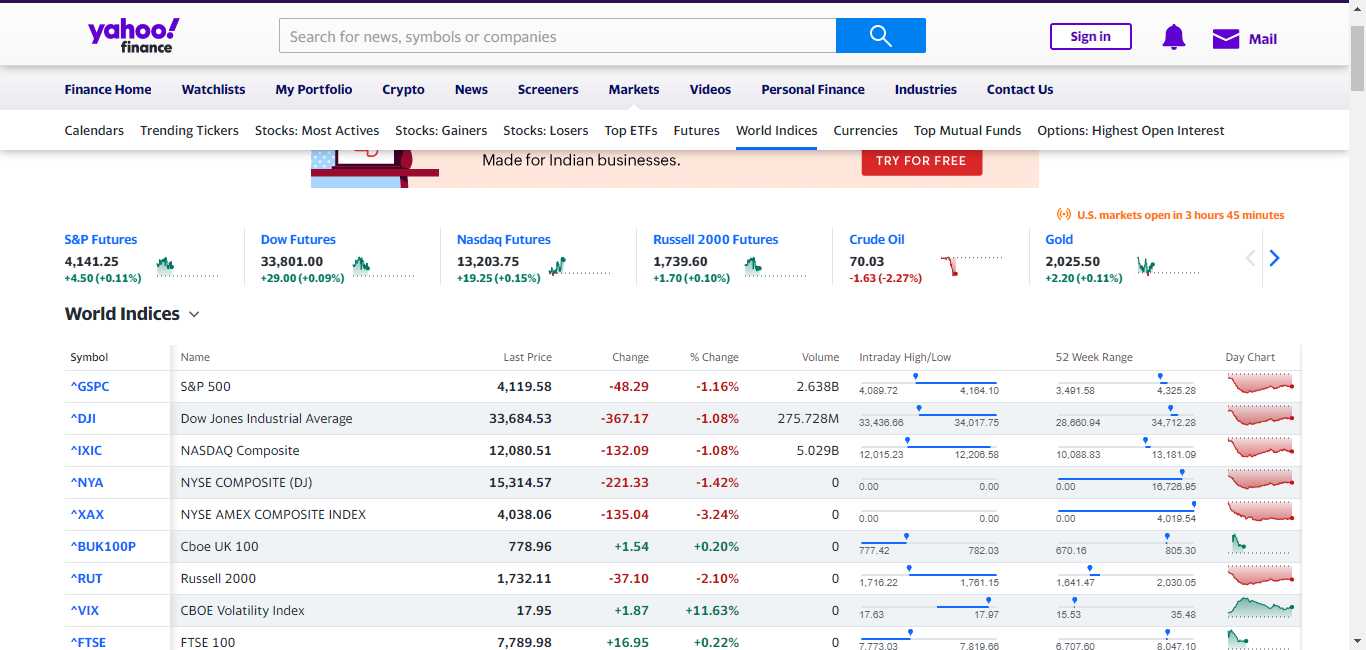 yahoo!
finance
Search for news, symbols or companies
Sign in
Mail
Finance Home Watchlists My Portfolio Crypto News Screeners Markets Videos Personal Finance Industries Contact Us
Calendars Trending Tickers Stocks: Most Actives Stocks: Gainers Stocks: Losers Top ETFs Futures World Indices Currencies Top Mutual Funds Options: Highest Open Interest
Made for Indian businesses.
TRY FOR FREE
U.S. markets open in 3 hours 45 minutes
S&P Futures
4,141.25
+4.50 (+0.11%)
Dow Futures
33,801.00
+29.00 (+0.09%)
Nasdaq Futures
13,203.75
+19.25 (+0.15%)
Russell 2000 Futures
1,739.60
+1.70 (+0.10%)
Crude Oil
70.03
-1.63 (-2.27%)
Gold
2,025.50
+2.20 (+0.11%)
World Indices
Symbol Name Last Price Change % Change Volume Intraday High/Low 52 Week Range Day Chart
^GSPC S&P 500 4,119.58 -48.29 -1.16% 2.638B 4,089.72 4,164.10 3,491.58 4,325.28
^DJI Dow Jones Industrial Average 33,684.53 -367.17 -1.08% 275.728M 33,436.66 34,017.75 28,660.94 34,712.28
^IXIC NASDAQ Composite 12,080.51 -132.09 -1.08% 5.029B 12,015.23 12,206.58 10,088.83 13,181.09
^NYA NYSE COMPOSITE (DJ) 15,314.57 -221.33 -1.42% 0 0.00 0.00 0.00 16,726.95
^XAX NYSE AMEX COMPOSITE INDEX 4,038.06 -135.04 -3.24% 0 0.00 0.00 0.00 4,019.54
^BUK100P Cboe UK 100 778.96 +1.54 +0.20% 0 777.42 782.03 670.16 805.30
^RUT Russell 2000 1,732.11 -37.10 -2.10% 0 1,716.22 1,761.15 1,641.47 2,030.05
^VIX CBOE Volatility Index 17.95 +1.87 +11.63% 0 17.63 17.97 15.53 35.48
^FTSE FTSE 100 7,789.98 +16.95 +0.22% 0 7,773.03 7,819.66 6,707.60 8,047.10